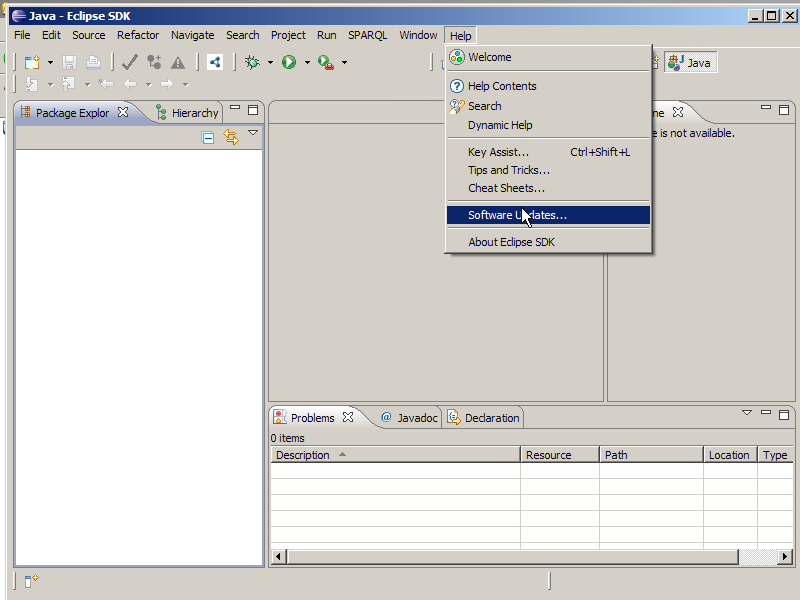 Java - Eclipse SDK
File Edit Source Refactor Navigate Search Project Run SPARQL Window Help
Java
Welcome
Help Contents
Search
Dynamic Help
Key Assist... Ctrl+Shift+L
Tips and Tricks...
Cheat Sheets...
Software Updates...
About Eclipse SDK
Package Explor Hierarchy
ne
e is not available.
Problems @ Javadoc Declaration
0 items
Description Resource Path Location Type